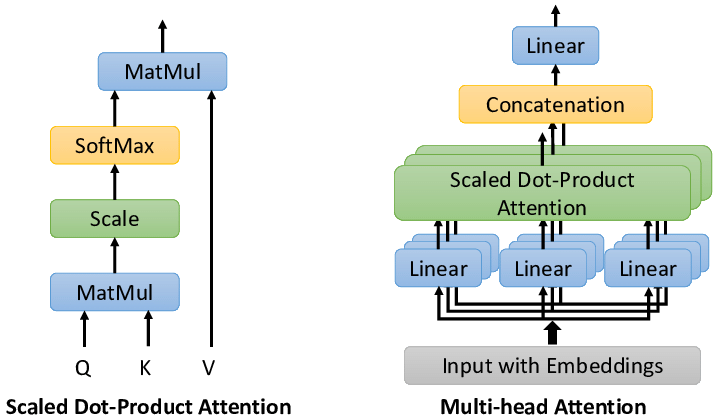 MatMul
SoftMax
Scale
MatMul
Q K V
Scaled Dot-Product Attention
Linear
Concatenation
Scaled Dot-Product
Attention
Linear Linear Linear
Input with Embeddings
Multi-head Attention